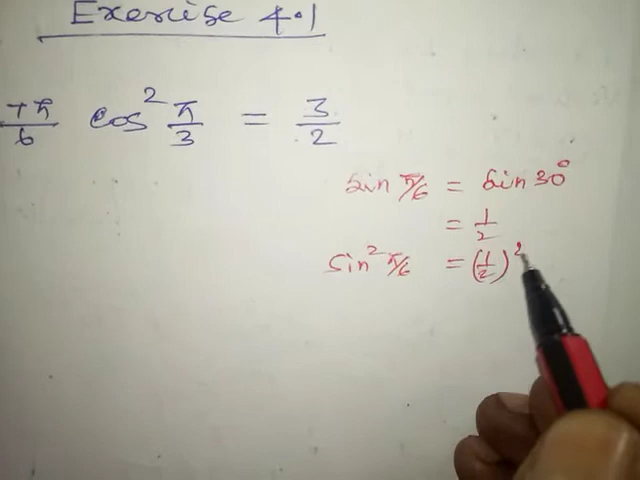 Exercise 4.1
7π/6 cos² π/3 = 3/2
sin π/6 = sin 30°
= 1/2
sin² π/6 = (1/2)²